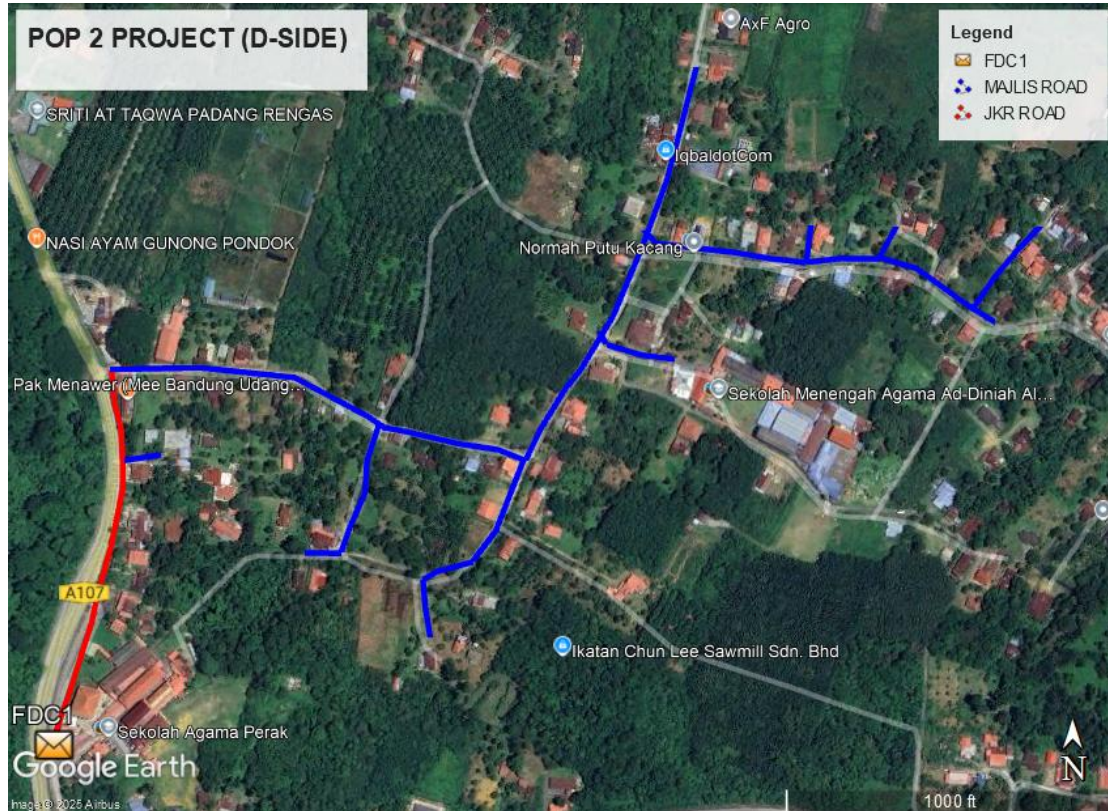 POP 2 PROJECT (D-SIDE)
AxF Agro
Legend
FDC1
MAJLIS ROAD
JKR ROAD
SRITI AT TAQWA PADANG RENGAS
IqbaldotCom
NASI AYAM GUNONG PONDOK
Normah Putu Kacang
Pak Menawer (Mee Bandung Udang...
Sekolah Menengah Agama Ad-Diniah Al...
A107
Ikatan Chun Lee Sawmill Sdn. Bhd
FDC1
Sekolah Agama Perak
Google Earth
Image © 2025 Airbus
1000 ft
N